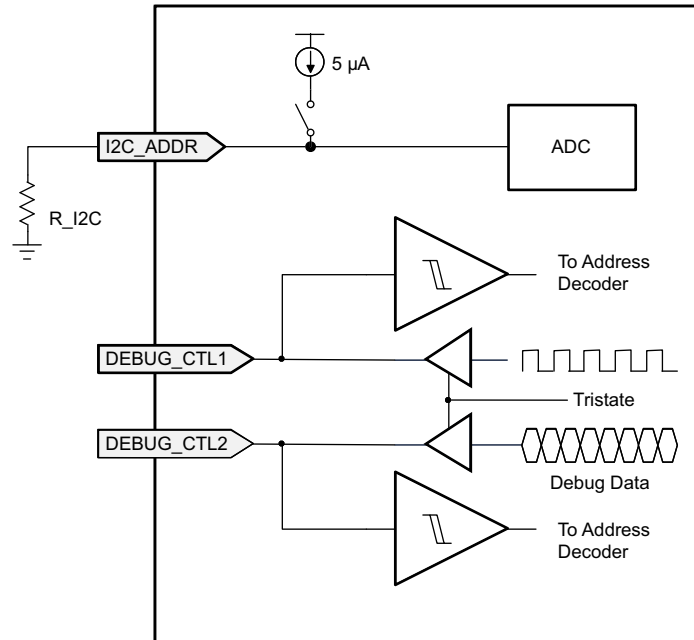 5 µA
I2C_ADDR
ADC
R_I2C
To Address
Decoder
DEBUG_CTL1
Tristate
DEBUG_CTL2
Debug Data
To Address
Decoder